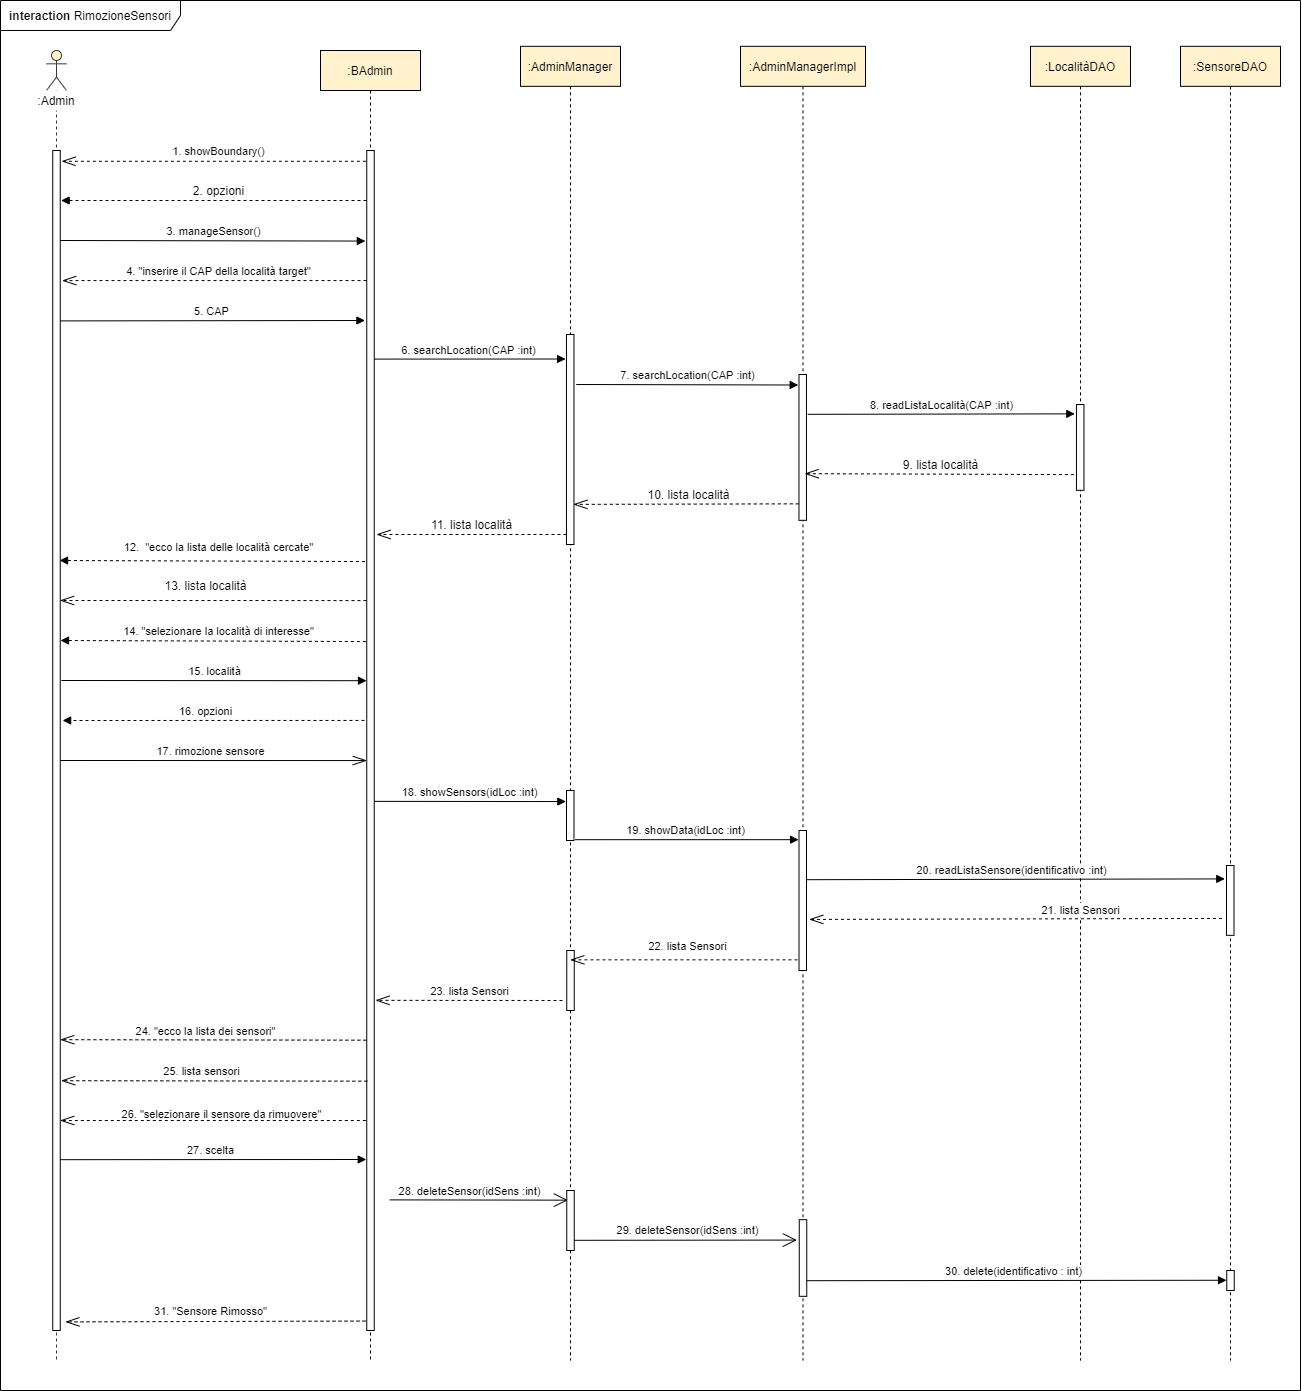 interaction RimozioneSensori
:Admin
:BAdmin
:AdminManager
:AdminManagerImpl
:LocalitàDAO
:SensoreDAO
1. showBoundary()
2. opzioni
3. manageSensor()
4. "inserire il CAP della località target"
5. CAP
6. searchLocation(CAP :int)
7. searchLocation(CAP :int)
8. readListaLocalità(CAP :int)
9. lista località
10. lista località
11. lista località
12. "ecco la lista delle località cercate"
13. lista località
14. "selezionare la località di interesse"
15. località
16. opzioni
17. rimozione sensore
18. showSensors(idLoc :int)
19. showData(idLoc :int)
20. readListaSensore(identificativo :int)
21. lista Sensori
22. lista Sensori
23. lista Sensori
24. "ecco la lista dei sensori"
25. lista sensori
26. "selezionare il sensore da rimuovere"
27. scelta
28. deleteSensor(idSens :int)
29. deleteSensor(idSens :int)
30. delete(identificativo : int)
31. "Sensore Rimosso"